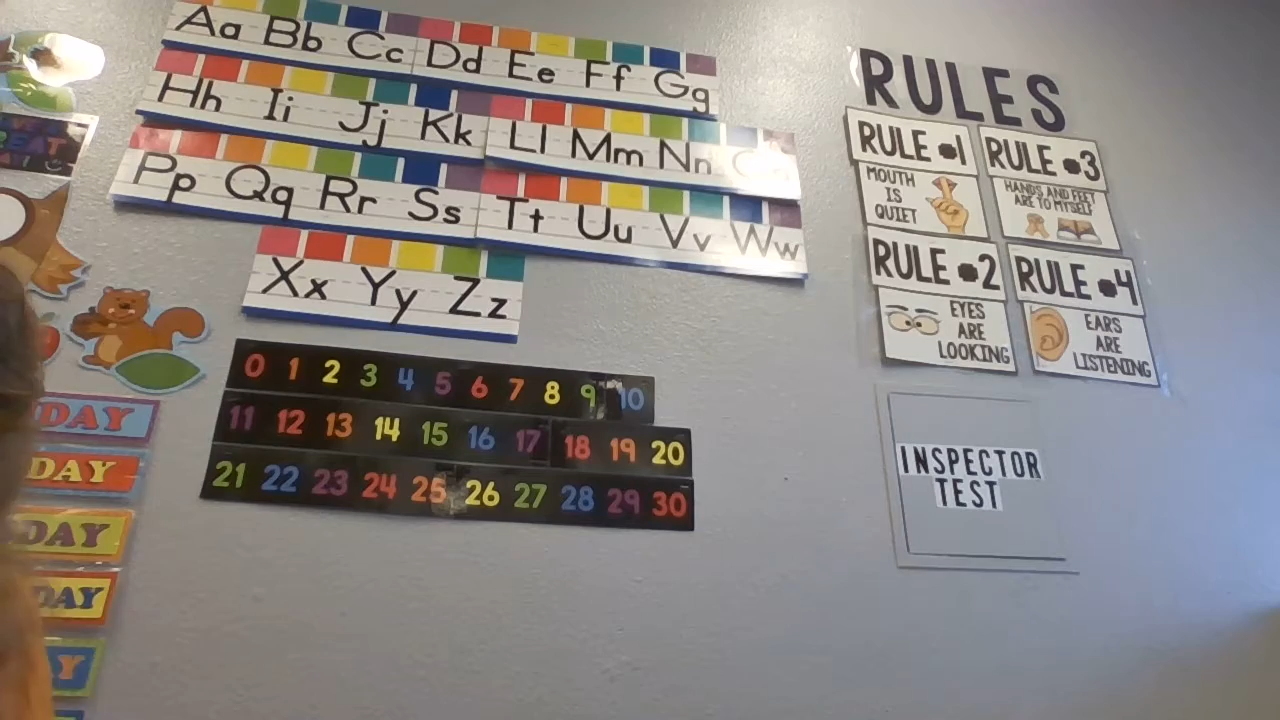 Aa Bb Cc Dd Ee Ff Gg
Hh Ii Jj Kk Ll Mm Nn
Pp Qq Rr Ss Tt Uu Vv Ww
Xx Yy Zz
0 1 2 3 4 5 6 7 8 9 10
11 12 13 14 15 16 17 18 19 20
21 22 23 24 25 26 27 28 29 30
RULES
RULE #1
MOUTH
IS
QUIET
RULE #3
HANDS AND FEET
ARE TO MYSELF
RULE #2
EYES
ARE
LOOKING
RULE #4
EARS
ARE
LISTENING
INSPECTOR
TEST
DAY
DAY
DAY
DAY
Y